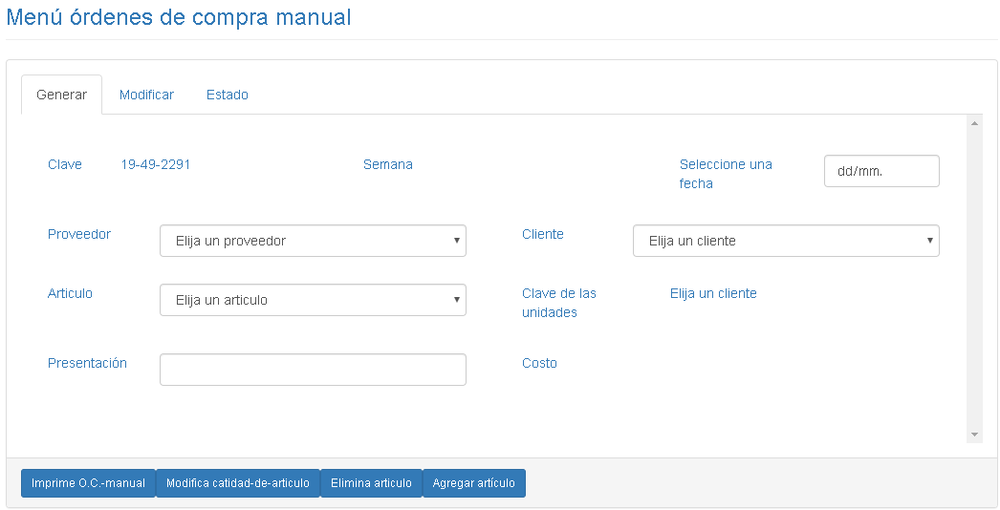 Menú órdenes de compra manual
Generar Modificar Estado
Clave 19-49-2291 Semana Seleccione una
fecha dd/mm.
Proveedor Elija un proveedor Cliente Elija un cliente
Articulo Elija un articulo Clave de las
unidades Elija un cliente
Presentación Costo
Imprime O.C.-manual Modifica catidad-de-articulo Elimina articulo Agregar artículo